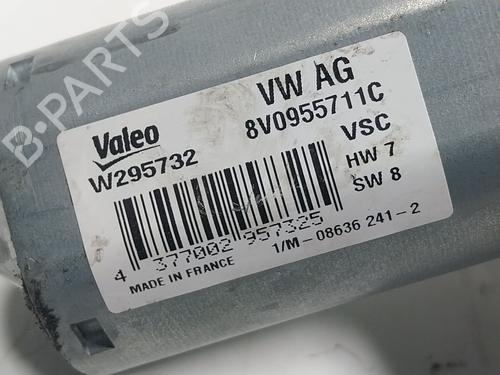 Valeo
VW AG
W295732
8V0955711C
VSC
HW 7
SW 8
4 377002 957325
MADE IN FRANCE
1/M-08636 241-2
B-PARTS